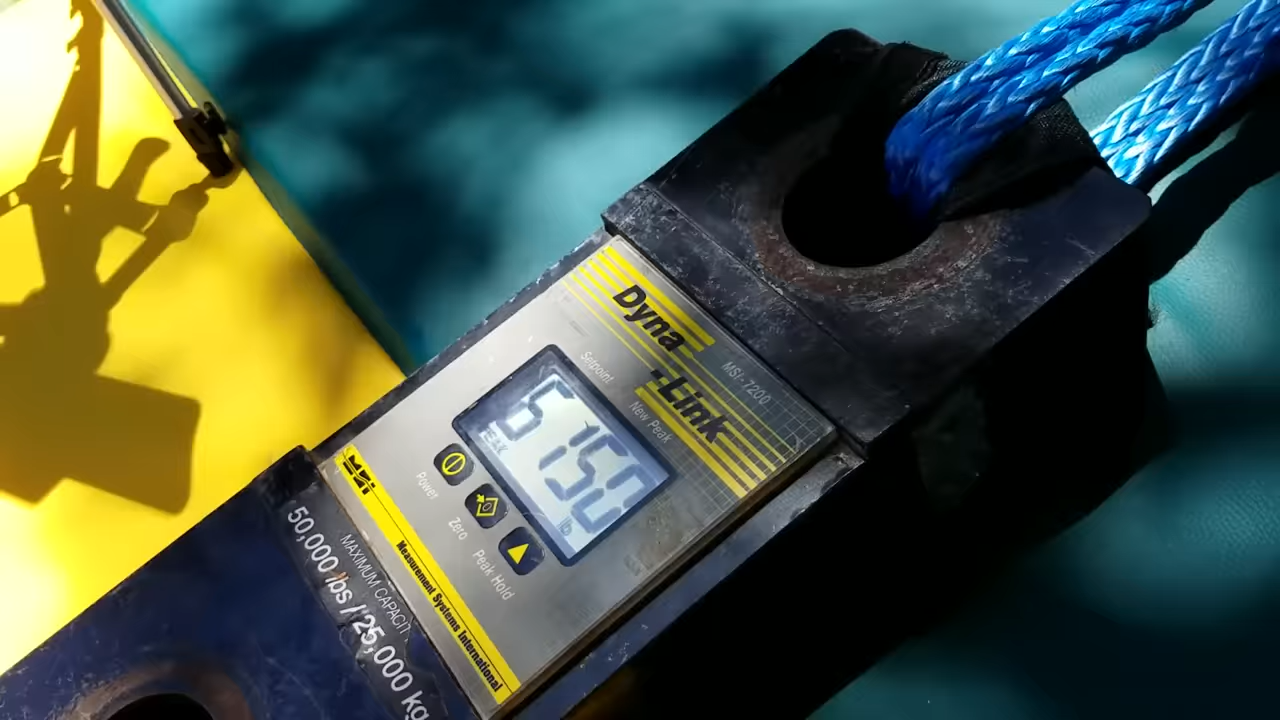 Dyna
-Link
MSI-7200
Setpoint
New Peak
6150
PEAK
lb
Power
Zero
Peak Hold
MSI
Measurement Systems International
MAXIMUM CAPACIT
50,000 lbs / 25,000 kg